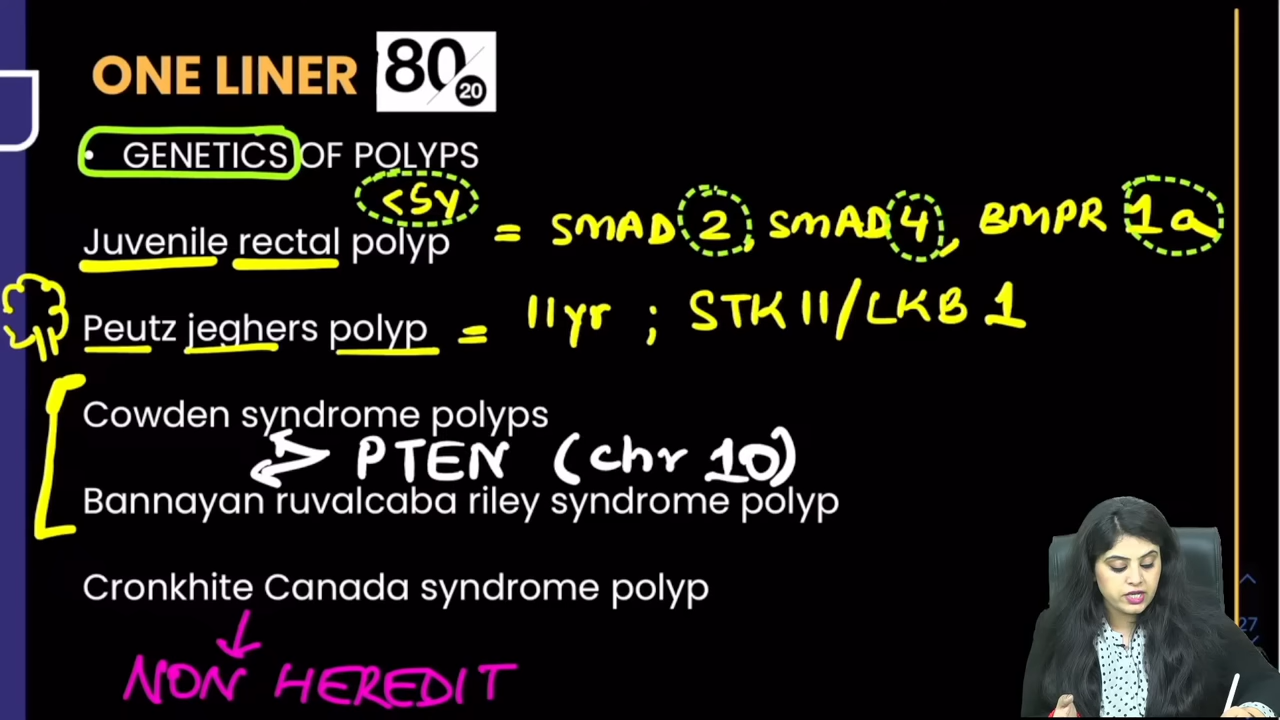 ONE LINER 80/20
• GENETICS OF POLYPS
<5y
Juvenile rectal polyp = SMAD 2, SMAD 4, BMPR 1a
Peutz jeghers polyp = 11yr ; STK 11/LKB 1
Cowden syndrome polyps
PTEN (chr 10)
Bannayan ruvalcaba riley syndrome polyp
Cronkhite Canada syndrome polyp
NON HEREDIT
27